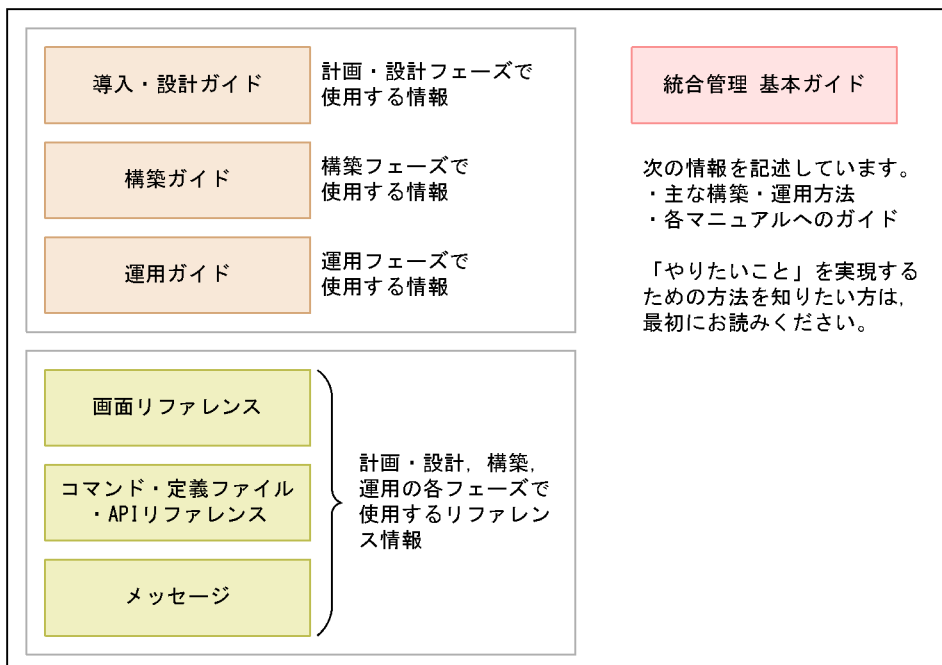 導入・設計ガイド
計画・設計フェーズで
使用する情報
構築ガイド
構築フェーズで
使用する情報
運用ガイド
運用フェーズで
使用する情報
画面リファレンス
コマンド・定義ファイル
・APIリファレンス
メッセージ
計画・設計，構築，
運用の各フェーズで
使用するリファレン
ス情報
統合管理 基本ガイド
次の情報を記述しています。
・主な構築・運用方法
・各マニュアルへのガイド
「やりたいこと」を実現する
ための方法を知りたい方は，
最初にお読みください。